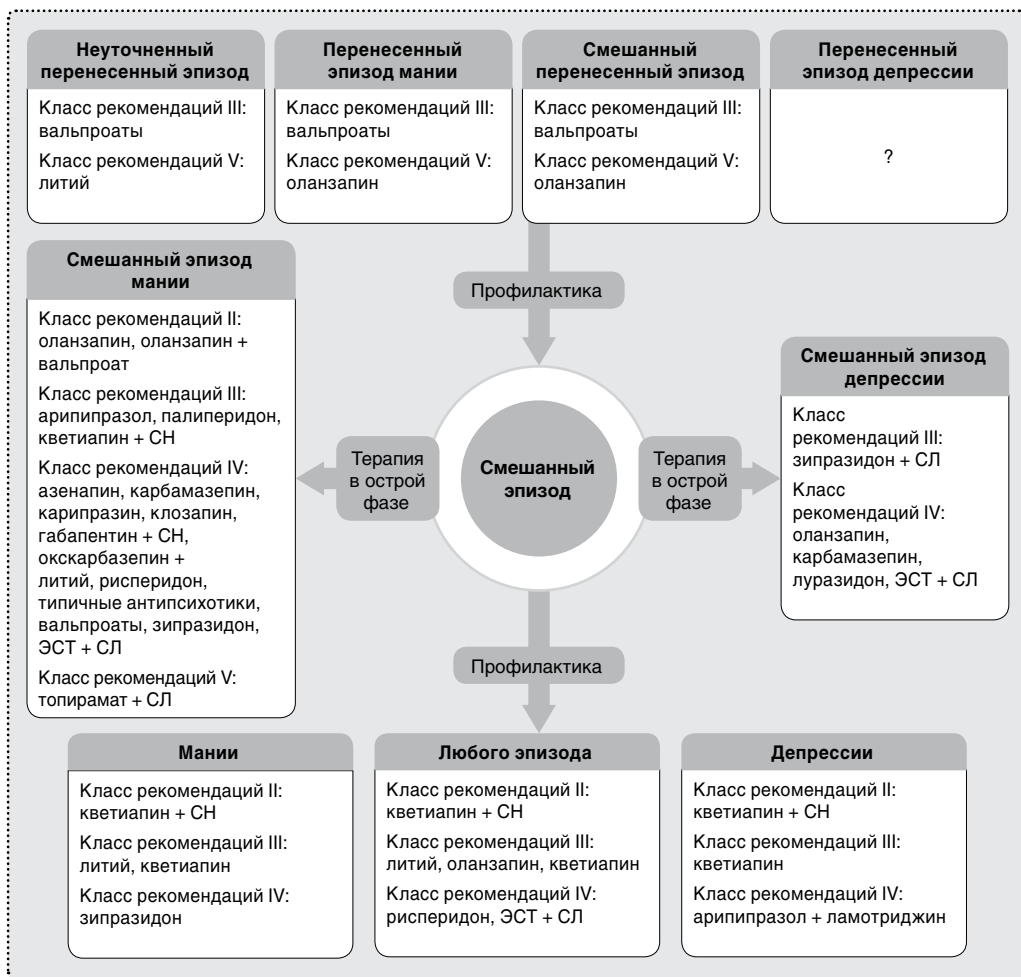 Неуточненный
перенесенный эпизод
Класс рекомендаций III:
вальпроаты
Класс рекомендаций V:
литий
Перенесенный
эпизод мании
Класс рекомендаций III:
вальпроаты
Класс рекомендаций V:
оланзапин
Смешанный
перенесенный эпизод
Класс рекомендаций III:
вальпроаты
Класс рекомендаций V:
оланзапин
Перенесенный
эпизод депрессии
?
Профилактика
Смешанный эпизод
мании
Класс рекомендаций II:
оланзапин, оланзапин +
вальпроат
Класс рекомендаций III:
арипипразол, палиперидон,
кветиапин + СН
Класс рекомендаций IV:
азенапин, карбамазепин,
карипразин, клозапин,
габапентин + СН,
окскарбазепин +
литий, рисперидон,
типичные антипсихотики,
вальпроаты, зипразидон,
ЭСТ + СЛ
Класс рекомендаций V:
топирамат + СЛ
Терапия
в острой
фазе
Смешанный
эпизод
Терапия
в острой
фазе
Смешанный эпизод
депрессии
Класс
рекомендаций III:
зипразидон + СЛ
Класс
рекомендаций IV:
оланзапин,
карбамазепин,
луразидон, ЭСТ + СЛ
Профилактика
Мании
Класс рекомендаций II:
кветиапин + СН
Класс рекомендаций III:
литий, кветиапин
Класс рекомендаций IV:
зипразидон
Любого эпизода
Класс рекомендаций II:
кветиапин + СН
Класс рекомендаций III:
литий, оланзапин, кветиапин
Класс рекомендаций IV:
рисперидон, ЭСТ + СЛ
Депрессии
Класс рекомендаций II:
кветиапин + СН
Класс рекомендаций III:
кветиапин
Класс рекомендаций IV:
арипипразол + ламотриджин